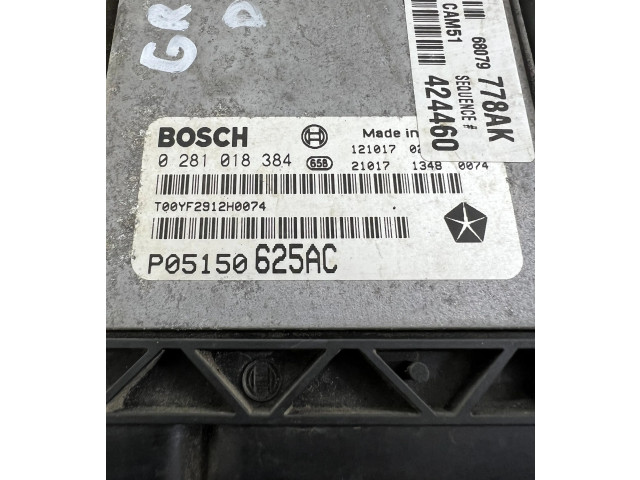 GR
D
68079 778AK
CAM51
SEQUENCE #
424460
BOSCH
Made in
0 281 018 384
121017
656
21017 1348 0074
T00YF2912H0074
P05150 625AC